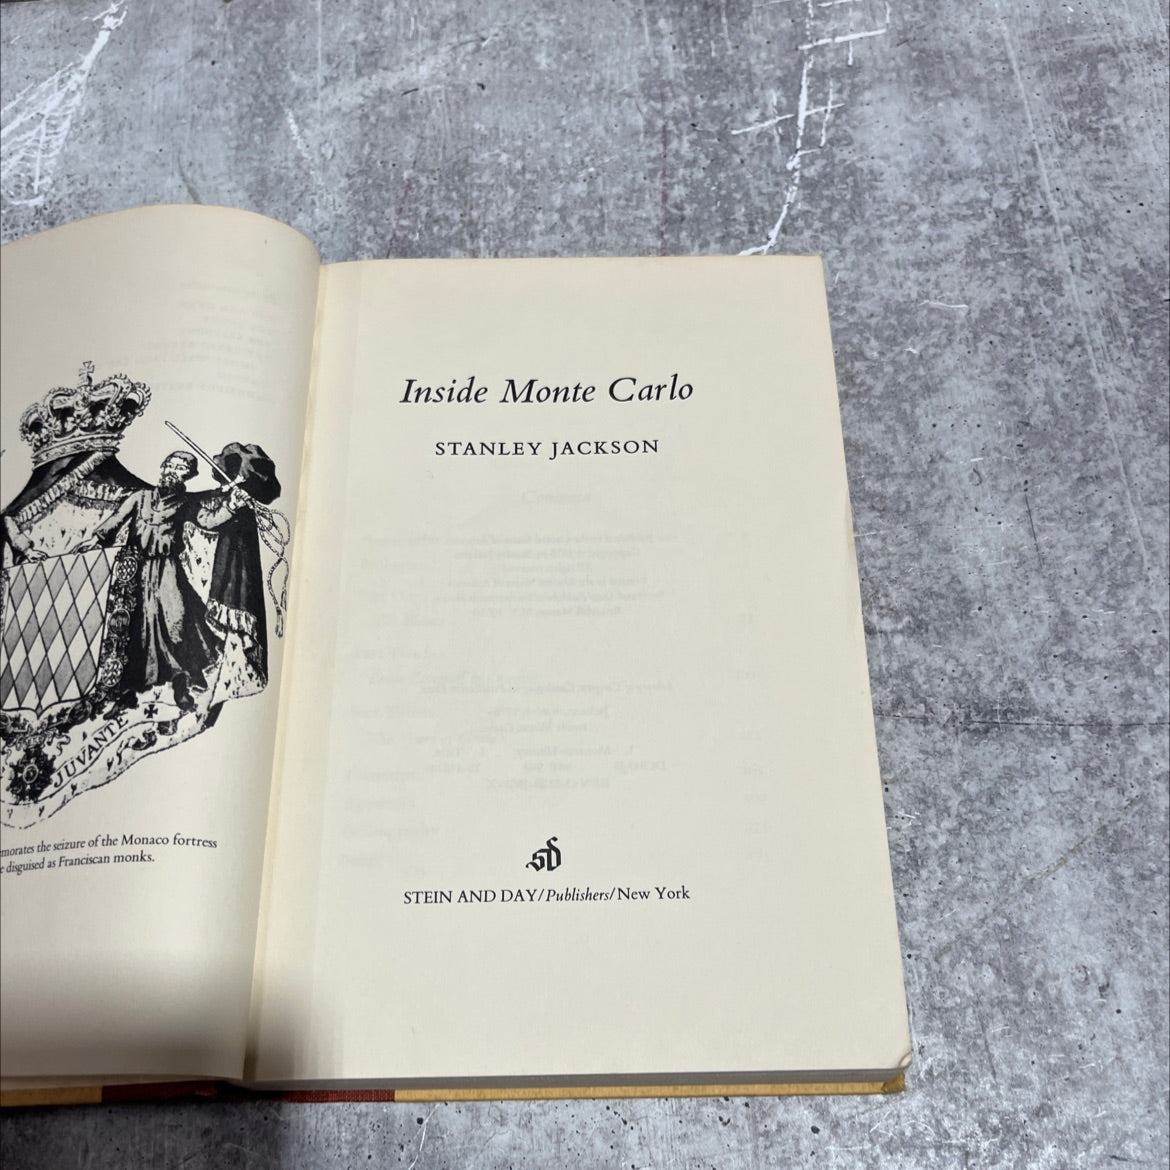 JUVANTE
morates the seizure of the Monaco fortress
e disguised as Franciscan monks.
Inside Monte Carlo
STANLEY JACKSON
sd
STEIN AND DAY/Publishers/New York